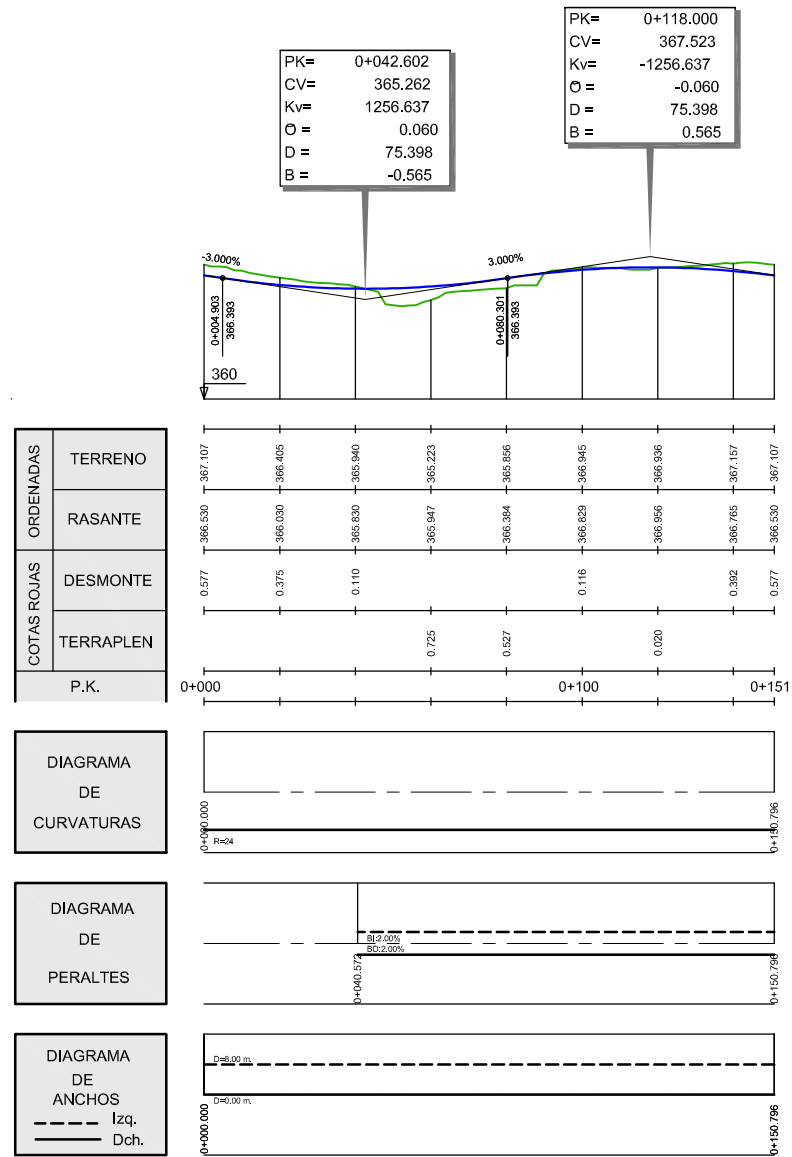 PK= 0+042.602
CV= 365.262
Kv= 1256.637
Ō = 0.060
D = 75.398
B = -0.565
PK= 0+118.000
CV= 367.523
Kv= -1256.637
Ō = -0.060
D = 75.398
B = 0.565
-3.000%
3.000%
0+004.903
366.393
0+080.301
366.393
360
ORDENADAS
TERRENO
367.107 366.405 365.940 365.223 365.856 366.945 366.936 367.157 367.107
RASANTE
366.530 366.030 365.830 365.947 366.384 366.829 366.956 366.765 366.530
COTAS ROJAS
DESMONTE
0.577 0.375 0.110 0.116 0.392 0.577
TERRAPLEN
0.725 0.527 0.020
P.K.
0+000 0+100 0+151
DIAGRAMA
DE
CURVATURAS
0+000.000
R=24
0+150.796
DIAGRAMA
DE
PERALTES
0+040.572
BI:2.00%
BD:2.00%
0+150.796
DIAGRAMA
DE
ANCHOS
Izq.
Dch.
D=8.00 m.
D=0.00 m.
0+000.000
0+150.796